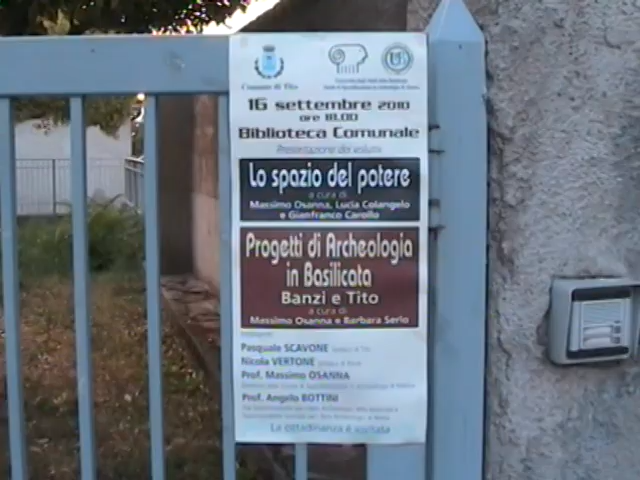 Comune di Tito
16 settembre 2010
ore 18.00
Biblioteca Comunale
Presentazione dei volumi
Lo spazio del potere
a cura di
Massimo Osanna, Lucia Colangelo
e Gianfranco Carollo
Progetti di Archeologia
in Basilicata
Banzi e Tito
a cura di
Massimo Osanna e Barbara Serio
Pasquale SCAVONE
Nicola VERTONE
Prof. Massimo OSANNA
Prof. Angelo BOTTINI
La cittadinanza è invitata